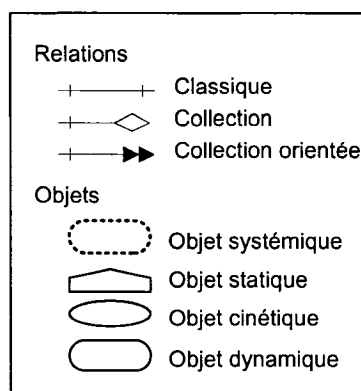 Relations
Classique
Collection
Collection orientée
Objets
Objet systémique
Objet statique
Objet cinétique
Objet dynamique